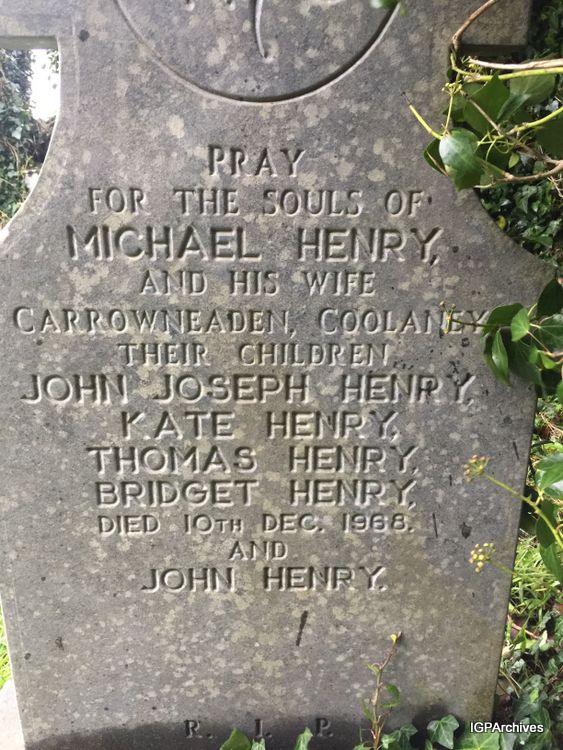 PRAY
FOR THE SOULS OF
MICHAEL HENRY,
AND HIS WIFE
CARROWNEADEN, COOLANEY
THEIR CHILDREN
JOHN JOSEPH HENRY,
KATE HENRY,
THOMAS HENRY,
BRIDGET HENRY,
DIED 10TH DEC. 1968.
AND
JOHN HENRY.
R. I. P.
IGPArchives